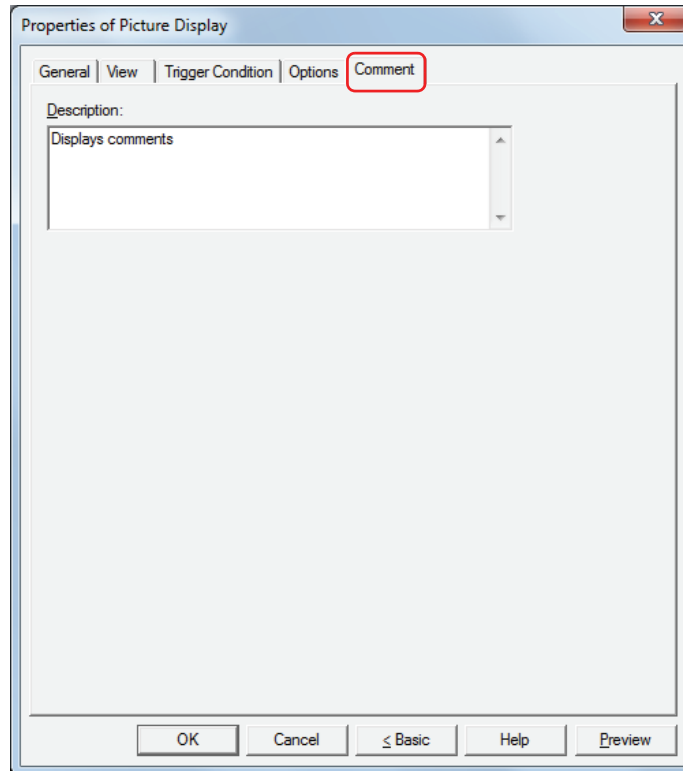 Properties of Picture Display
General View Trigger Condition Options Comment
Description:
Displays comments
OK Cancel < Basic Help Preview